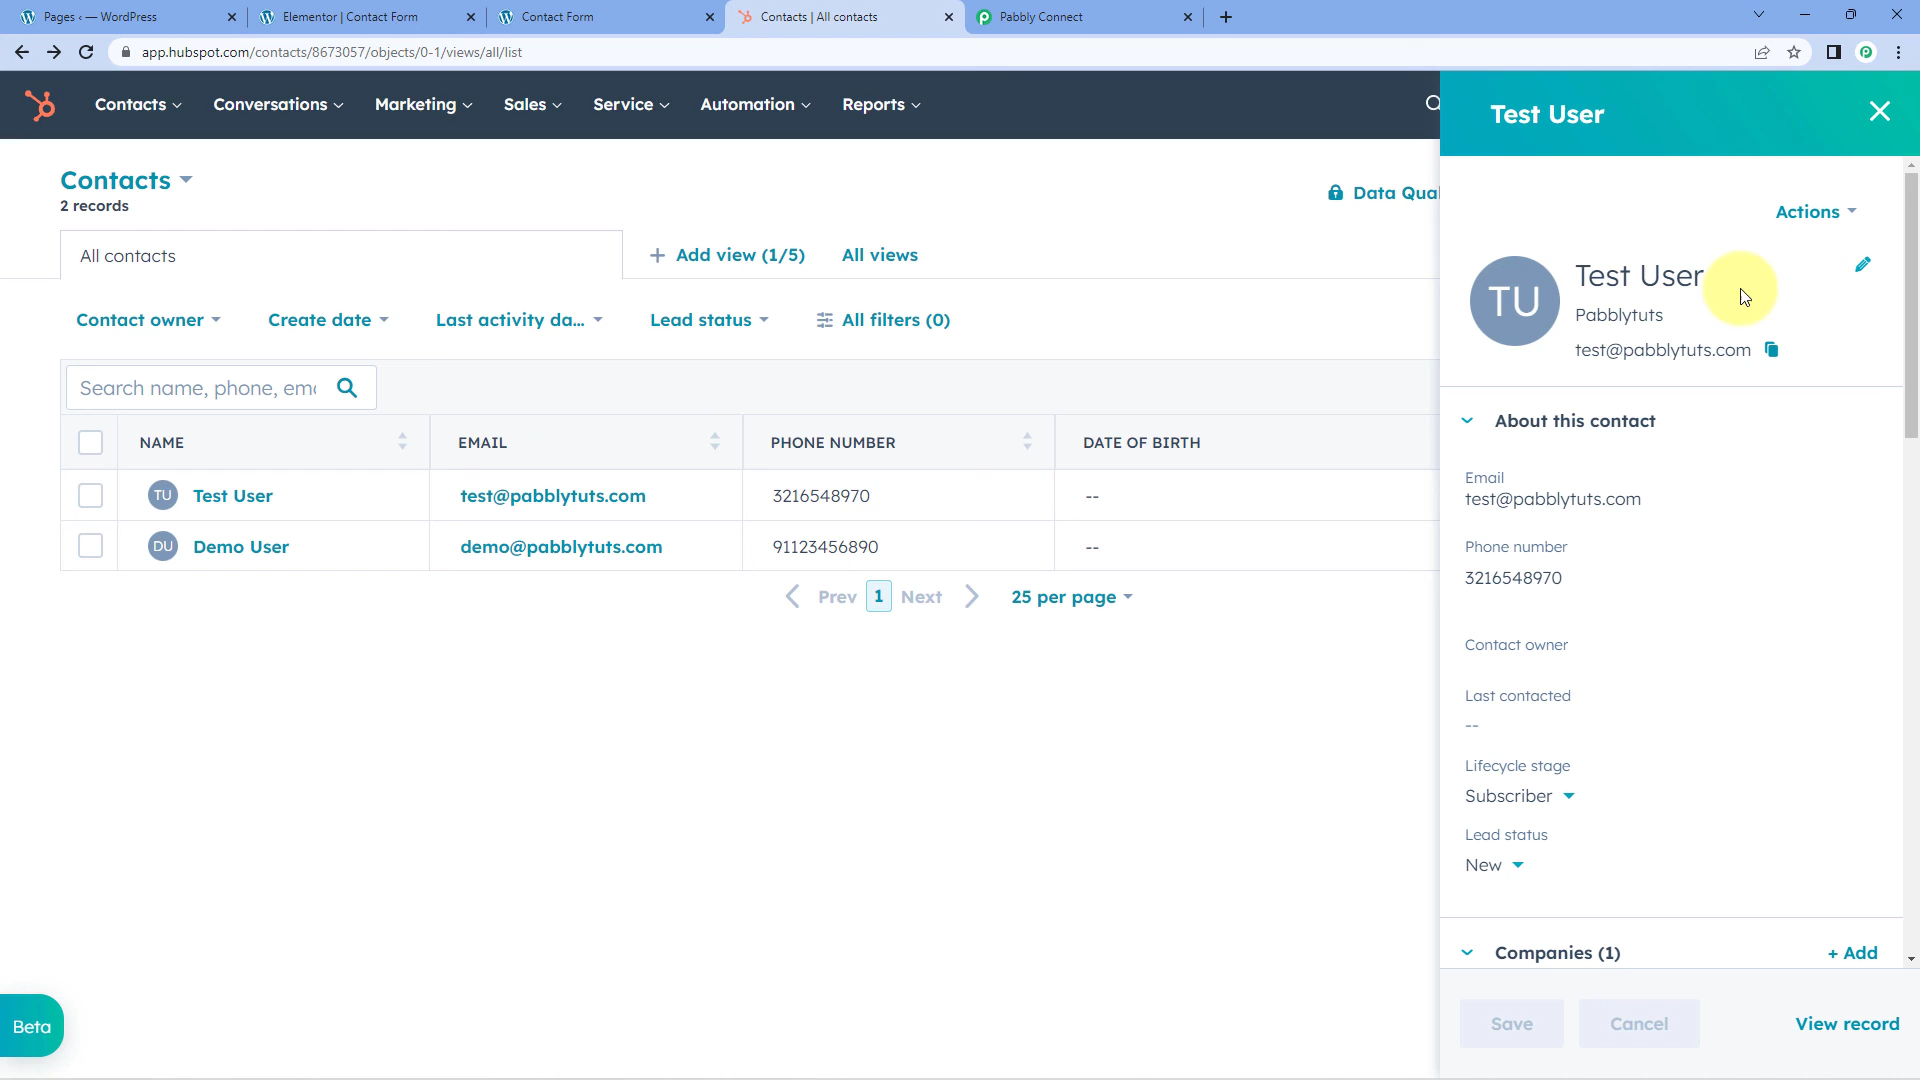 Pages ‹ — WordPress
Elementor | Contact Form
Contact Form
Contacts | All contacts
Pabbly Connect
app.hubspot.com/contacts/8673057/objects/0-1/views/all/list
Contacts Conversations Marketing Sales Service Automation Reports
Test User
Contacts
2 records
Data Qual
Actions
All contacts
+ Add view (1/5)
All views
TU
Test User
Pabblytuts
test@pabblytuts.com
Contact owner
Create date
Last activity da...
Lead status
All filters (0)
Search name, phone, ema
NAME EMAIL PHONE NUMBER DATE OF BIRTH
TU Test User test@pabblytuts.com 3216548970 --
DU Demo User demo@pabblytuts.com 91123456890 --
Prev 1 Next 25 per page
About this contact
Email
test@pabblytuts.com
Phone number
3216548970
Contact owner
Last contacted
--
Lifecycle stage
Subscriber
Lead status
New
Companies (1)
+ Add
Beta
Save
Cancel
View record